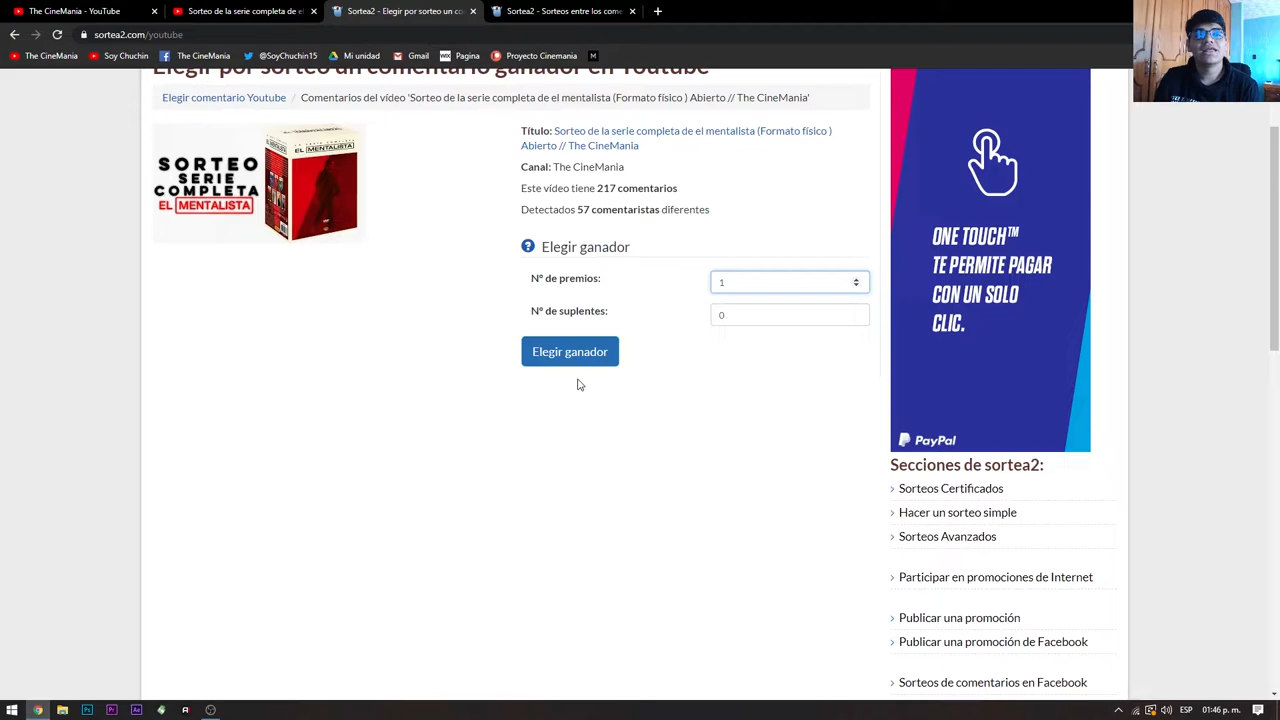 The CineMania - YouTube
Sorteo de la serie completa de el
Sortea2 - Elegir por sorteo un co
Sortea2 - Sorteos entre los come
sortea2.com/youtube
The CineMania
Soy Chuchin
The CineMania
@SoyChuchin15
Mi unidad
Gmail
WIX Pagina
Proyecto Cinemania
M
Elegir por sorteo un comentario ganador en Youtube
Elegir comentario Youtube / Comentarios del vídeo 'Sorteo de la serie completa de el mentalista (Formato físico ) Abierto // The CineMania'
SORTEO
SERIE
COMPLETA
EL MENTALISTA
EL MENTALISTA
Título: Sorteo de la serie completa de el mentalista (Formato físico )
Abierto // The CineMania
Canal: The CineMania
Este vídeo tiene 217 comentarios
Detectados 57 comentaristas diferentes
Elegir ganador
Nº de premios: 1
Nº de suplentes: 0
Elegir ganador
ONE TOUCH™
TE PERMITE PAGAR
CON UN SOLO
CLIC.
PayPal
Secciones de sortea2:
Sorteos Certificados
Hacer un sorteo simple
Sorteos Avanzados
Participar en promociones de Internet
Publicar una promoción
Publicar una promoción de Facebook
Sorteos de comentarios en Facebook
Ps
Pr
Ae
ESP
01:46 p. m.